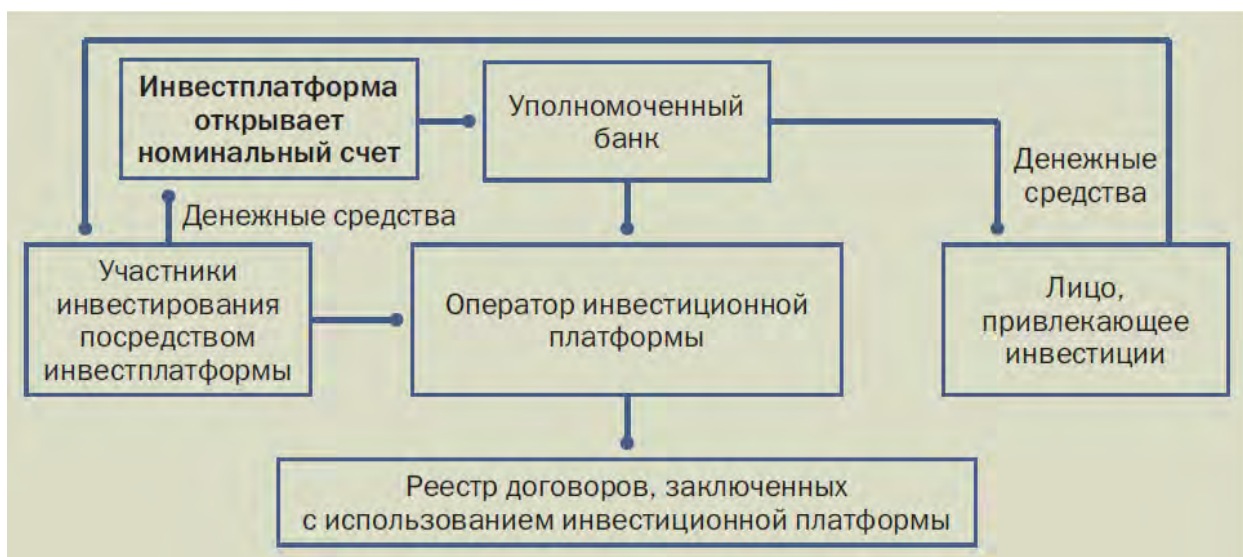 Инвестплатформа
открывает
номинальный счет
Уполномоченный
банк
Денежные
средства
Денежные средства
Участники
инвестирования
посредством
инвестплатформы
Оператор инвестиционной
платформы
Лицо,
привлекающее
инвестиции
Реестр договоров, заключенных
с использованием инвестиционной платформы